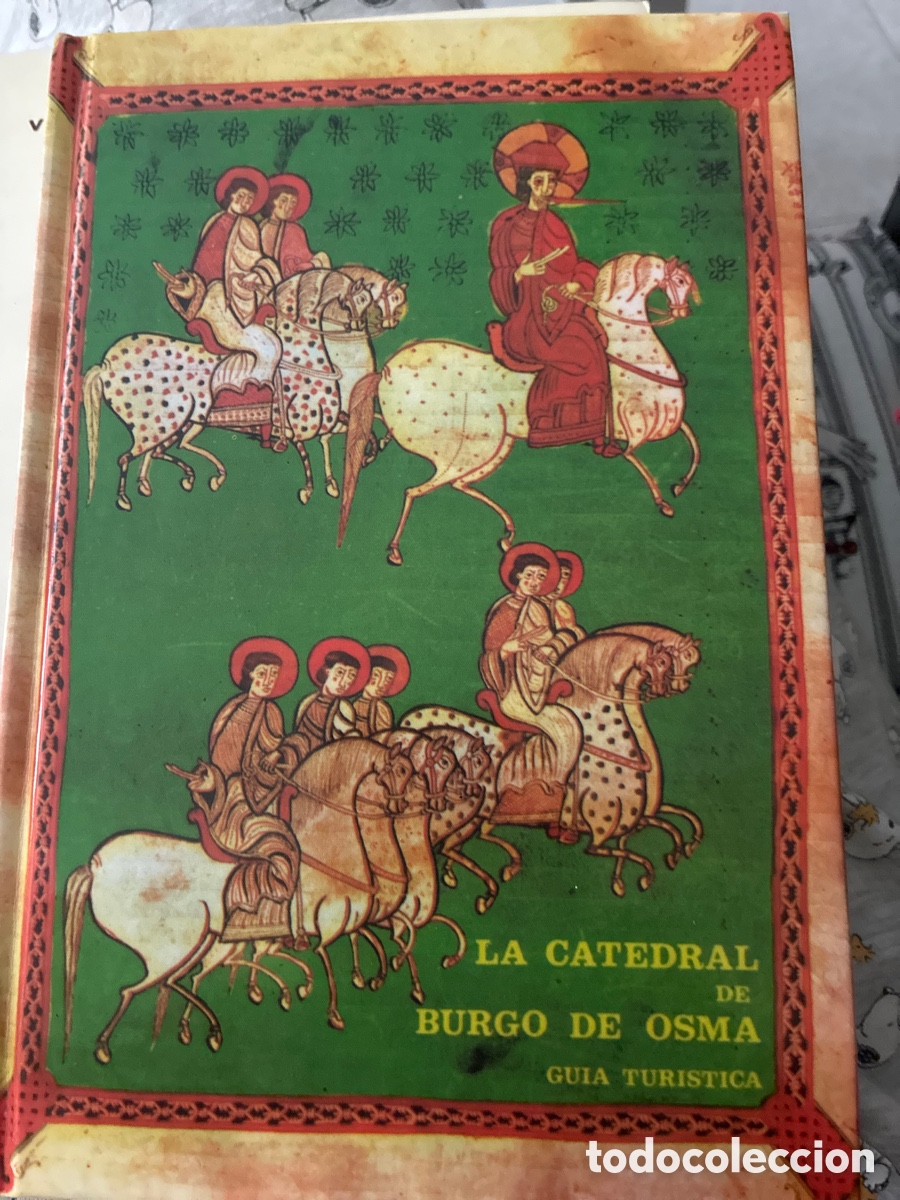 V
LA CATEDRAL
DE
BURGO DE OSMA
GUIA TURISTICA
todocoleccion